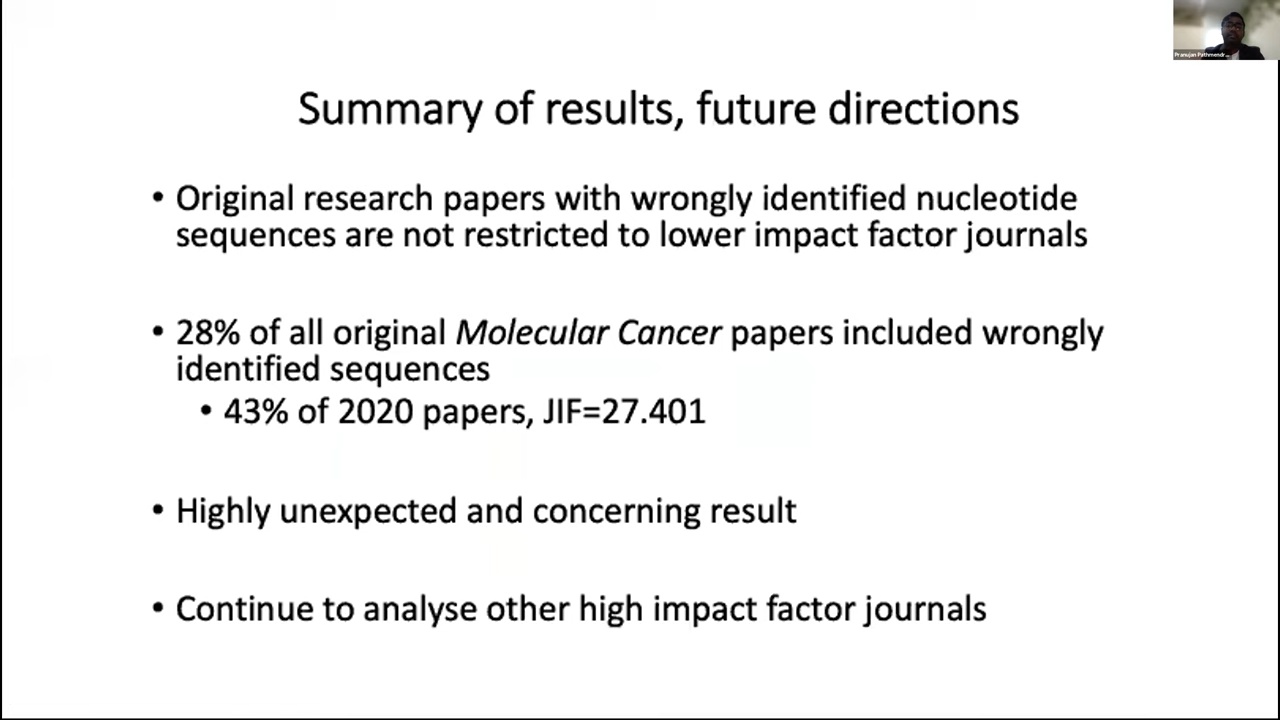 Pranujan Pathmendr...
Summary of results, future directions
• Original research papers with wrongly identified nucleotide
sequences are not restricted to lower impact factor journals
• 28% of all original Molecular Cancer papers included wrongly
identified sequences
• 43% of 2020 papers, JIF=27.401
• Highly unexpected and concerning result
• Continue to analyse other high impact factor journals